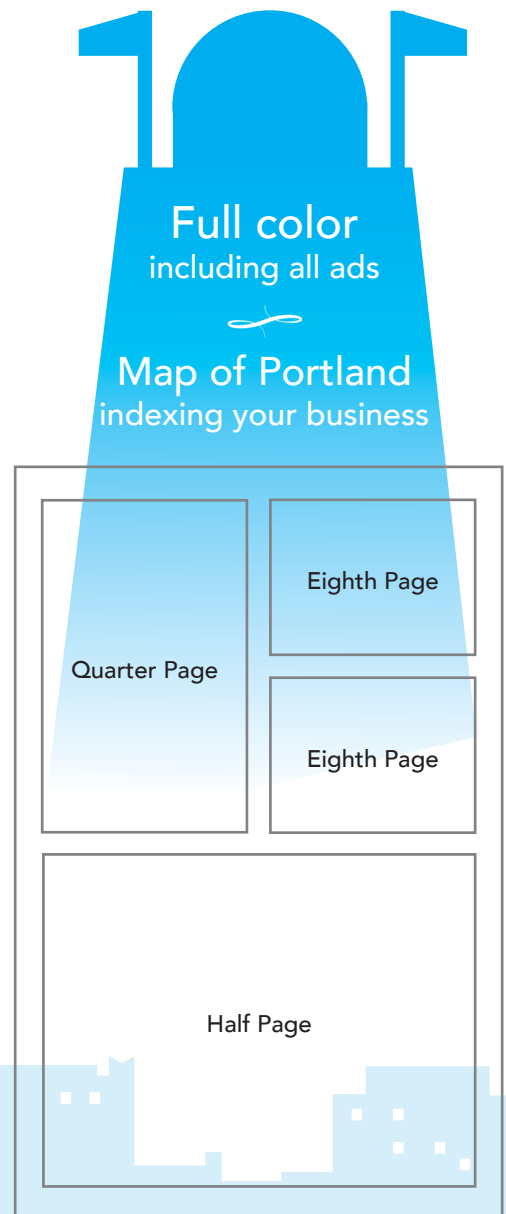 Full color
including all ads
Map of Portland
indexing your business
Quarter Page
Eighth Page
Eighth Page
Half Page